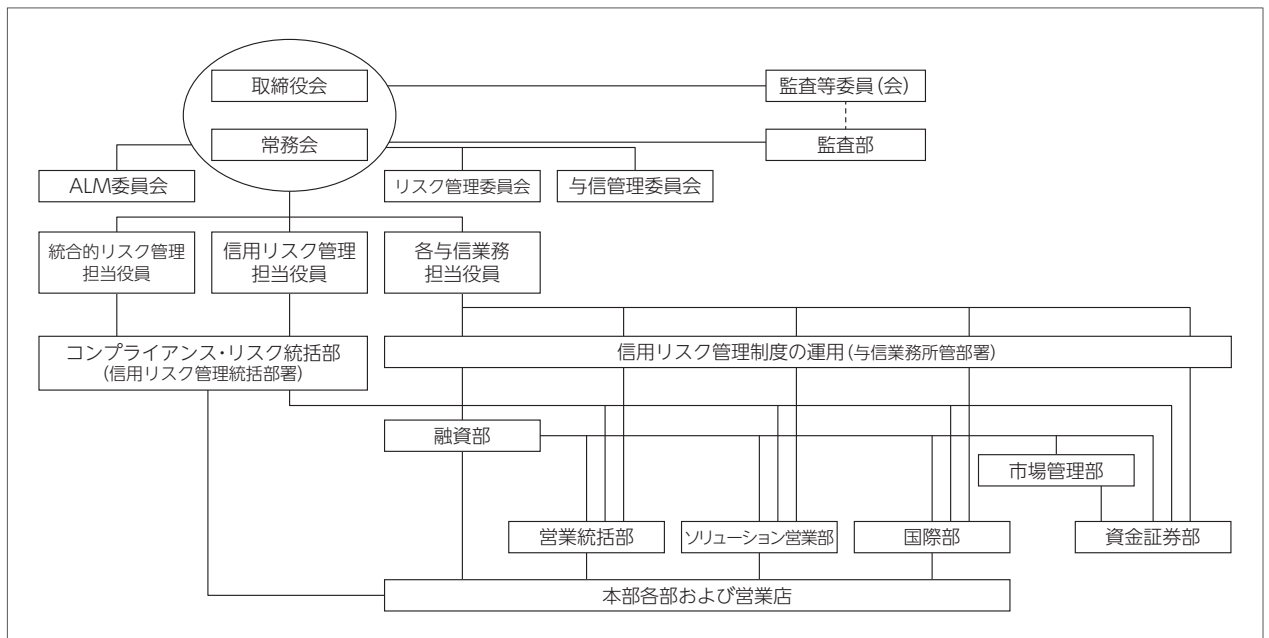 取締役会
監査等委員(会)
常務会
監査部
ALM委員会
リスク管理委員会
与信管理委員会
統合的リスク管理
担当役員
信用リスク管理
担当役員
各与信業務
担当役員
コンプライアンス・リスク統括部
(信用リスク管理統括部署)
信用リスク管理制度の運用(与信業務所管部署)
融資部
市場管理部
営業統括部
ソリューション営業部
国際部
資金証券部
本部各部および営業店